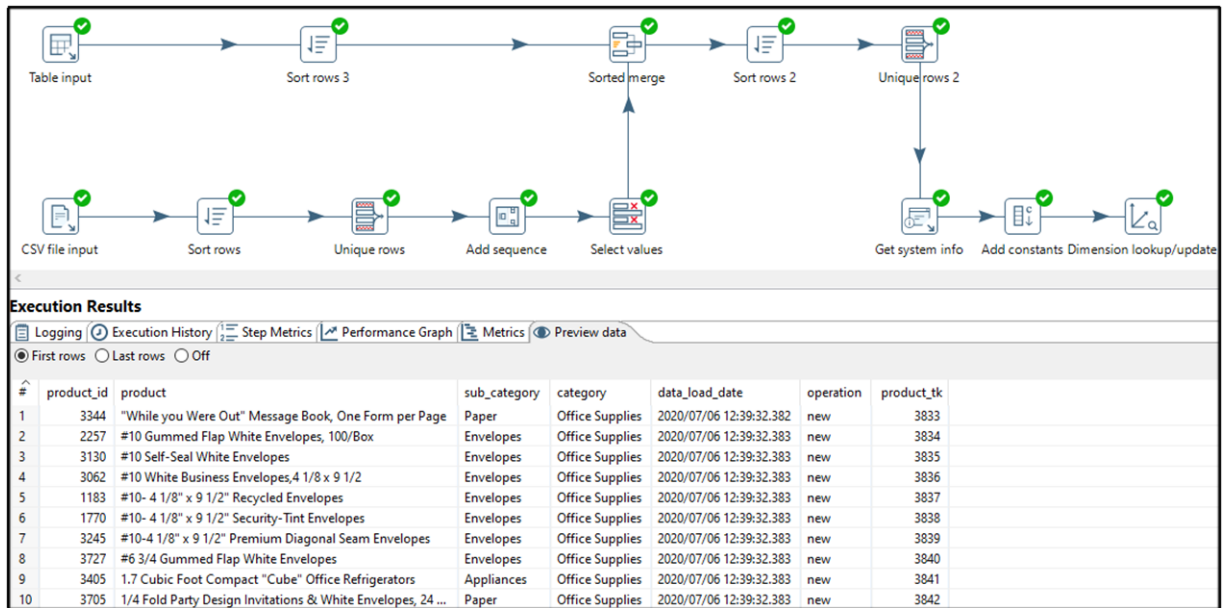 Table input Sort rows 3 Sorted merge Sort rows 2 Unique rows 2
CSV file input Sort rows Unique rows Add sequence Select values Get system info Add constants Dimension lookup/update
Execution Results
Logging Execution History Step Metrics Performance Graph Metrics Preview data
First rows Last rows Off
# product_id product sub_category category data_load_date operation product_tk
1 3344 "While you Were Out" Message Book, One Form per Page Paper Office Supplies 2020/07/06 12:39:32.382 new 3833
2 2257 #10 Gummed Flap White Envelopes, 100/Box Envelopes Office Supplies 2020/07/06 12:39:32.383 new 3834
3 3130 #10 Self-Seal White Envelopes Envelopes Office Supplies 2020/07/06 12:39:32.383 new 3835
4 3062 #10 White Business Envelopes,4 1/8 x 9 1/2 Envelopes Office Supplies 2020/07/06 12:39:32.383 new 3836
5 1183 #10- 4 1/8" x 9 1/2" Recycled Envelopes Envelopes Office Supplies 2020/07/06 12:39:32.383 new 3837
6 1770 #10- 4 1/8" x 9 1/2" Security-Tint Envelopes Envelopes Office Supplies 2020/07/06 12:39:32.383 new 3838
7 3245 #10-4 1/8" x 9 1/2" Premium Diagonal Seam Envelopes Envelopes Office Supplies 2020/07/06 12:39:32.383 new 3839
8 3727 #6 3/4 Gummed Flap White Envelopes Envelopes Office Supplies 2020/07/06 12:39:32.383 new 3840
9 3405 1.7 Cubic Foot Compact "Cube" Office Refrigerators Appliances Office Supplies 2020/07/06 12:39:32.383 new 3841
10 3705 1/4 Fold Party Design Invitations & White Envelopes, 24 ... Paper Office Supplies 2020/07/06 12:39:32.383 new 3842